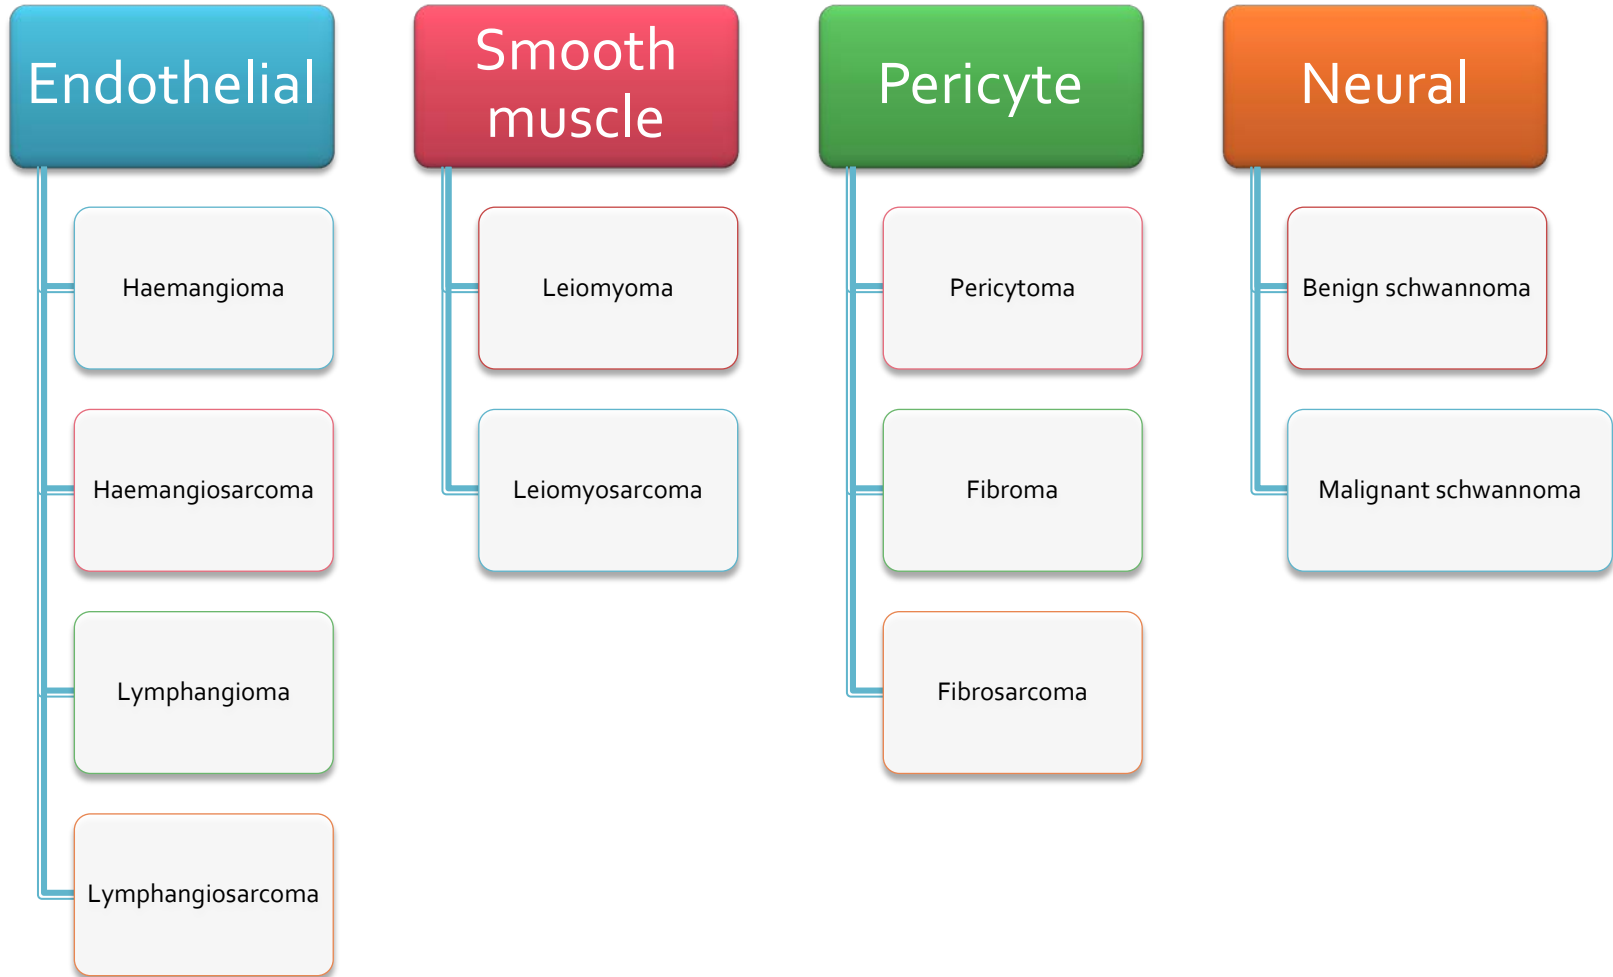 Endothelial
Haemangioma
Haemangiosarcoma
Lymphangioma
Lymphangiosarcoma
Smooth
muscle
Leiomyoma
Leiomyosarcoma
Pericyte
Pericytoma
Fibroma
Fibrosarcoma
Neural
Benign schwannoma
Malignant schwannoma